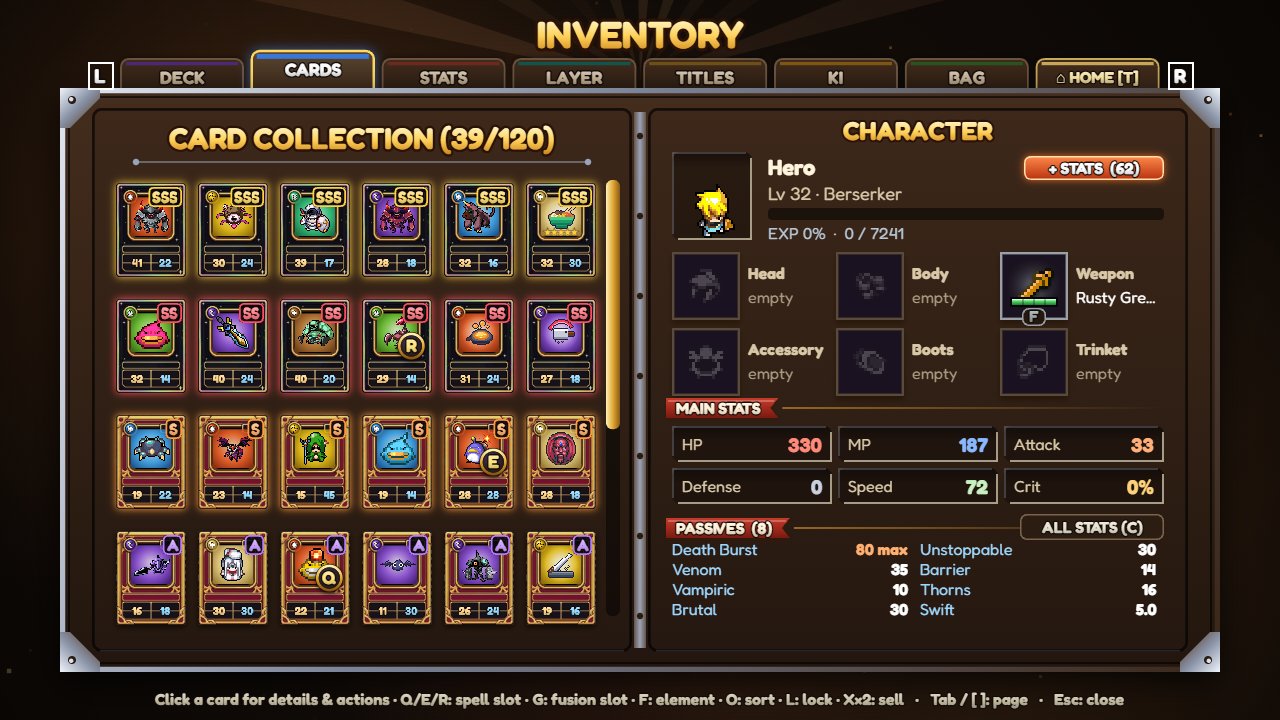 INVENTORY
L
DECK
CARDS
STATS
LAYER
TITLES
KI
BAG
⌂ HOME [T]
R
CARD COLLECTION (39/120)
SSS SSS SSS SSS SSS SSS
41 22 30 24 39 17 28 18 32 16 32 30
SS SS SS SS SS SS
R
32 14 40 24 40 20 29 14 31 24 27 18
S S S S S S
E
19 22 23 14 15 45 19 14 28 28 28 18
A A A A A A
Q
16 18 30 30 22 21 11 30 26 24 19 16
CHARACTER
Hero
+ STATS (62)
Lv 32 · Berserker
EXP 0% · 0 / 7241
Head
empty
Body
empty
Weapon
Rusty Gre...
F
Accessory
empty
Boots
empty
Trinket
empty
MAIN STATS
HP 330 MP 187 Attack 33
Defense 0 Speed 72 Crit 0%
PASSIVES (8)
ALL STATS (C)
Death Burst 80 max Unstoppable 30
Venom 35 Barrier 14
Vampiric 10 Thorns 16
Brutal 30 Swift 5.0
Click a card for details & actions · Q/E/R: spell slot · G: fusion slot · F: element · O: sort · L: lock · X×2: sell · Tab / [ ]: page · Esc: close